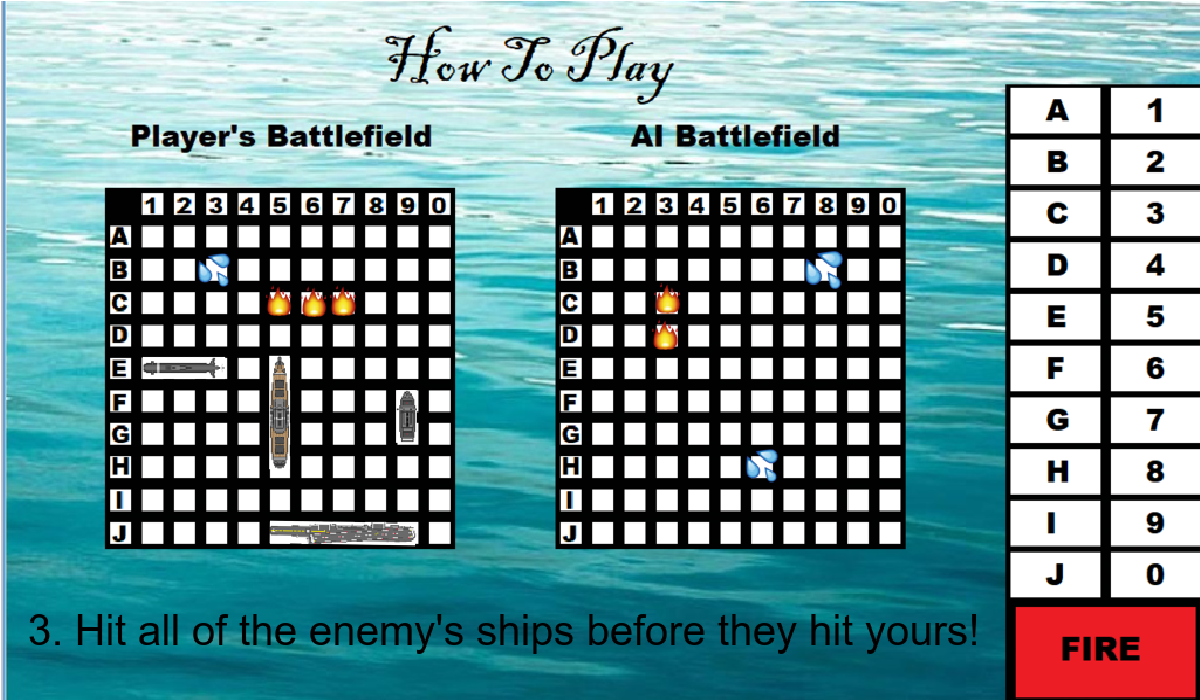 How To Play
Player's Battlefield
AI Battlefield
1 2 3 4 5 6 7 8 9 0
A
B
C
D
E
F
G
H
I
J
1 2 3 4 5 6 7 8 9 0
A
B
C
D
E
F
G
H
I
J
A 1
B 2
C 3
D 4
E 5
F 6
G 7
H 8
I 9
J 0
FIRE
3. Hit all of the enemy's ships before they hit yours!